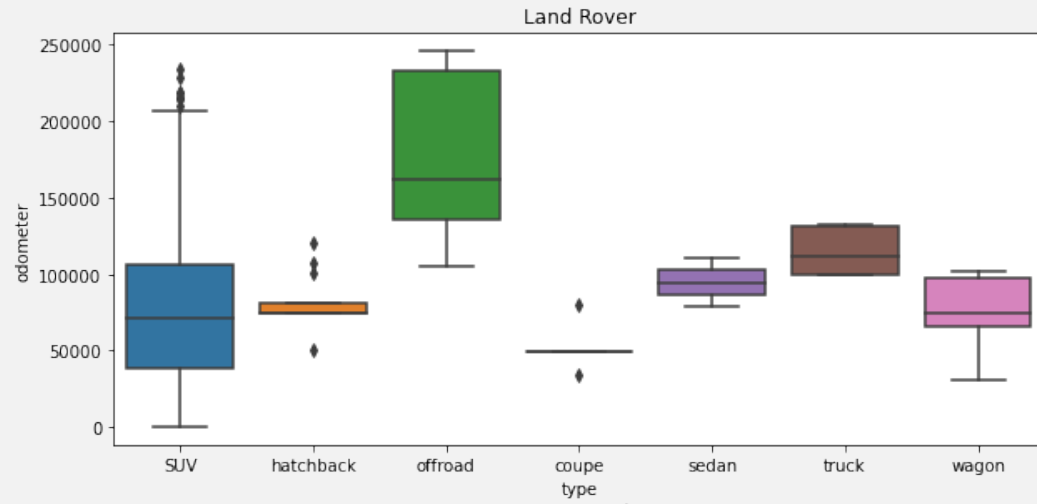 Land Rover
250000
200000
150000
100000
50000
0
odometer
SUV hatchback offroad coupe sedan truck wagon
type